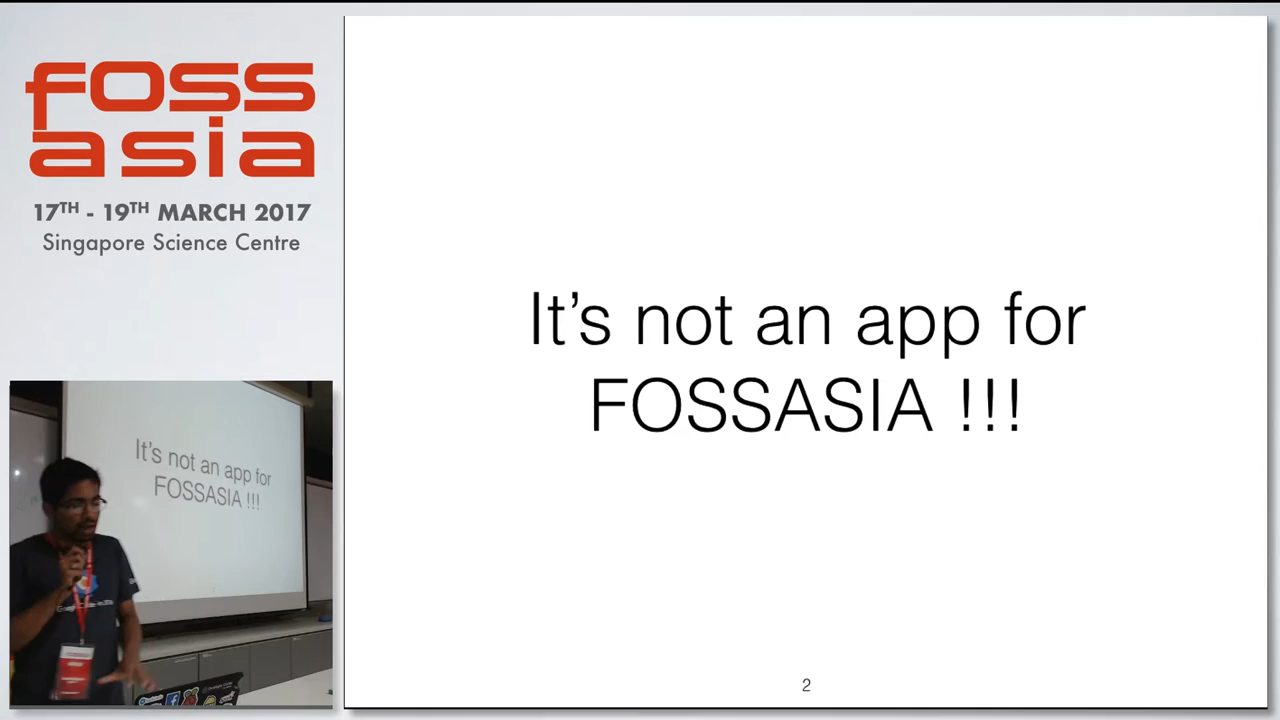 foss
asia
17TH - 19TH MARCH 2017
Singapore Science Centre
It's not an app for
FOSSASIA !!!
2
It's not an app for
FOSSASIA !!!